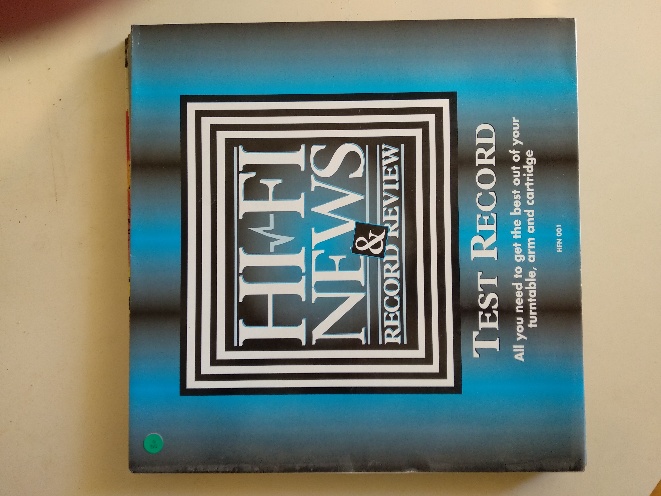 HI-FI
NEWS
&
RECORD REVIEW
TEST RECORD
All you need to get the best out of your
turntable, arm and cartridge
HFN 001